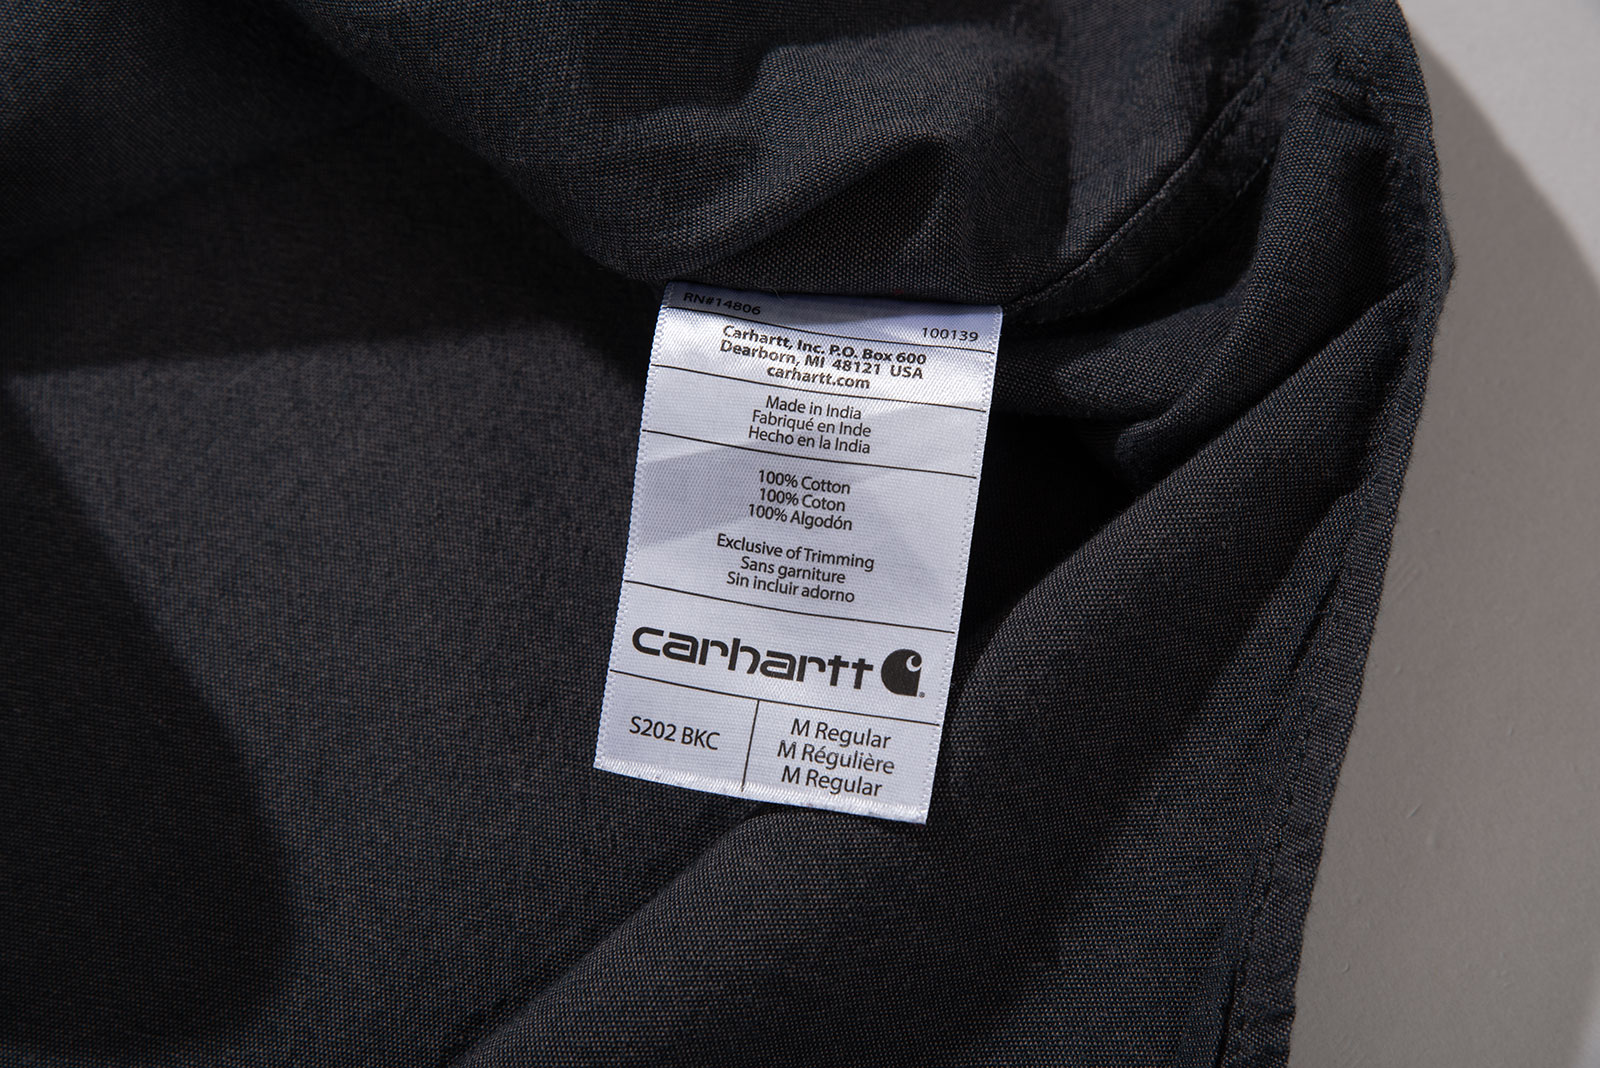 RN#14806
100139
Carhartt, Inc. P.O. Box 600
Dearborn, MI 48121 USA
carhartt.com
Made in India
Fabriqué en Inde
Hecho en la India
100% Cotton
100% Coton
100% Algodón
Exclusive of Trimming
Sans garniture
Sin incluir adorno
carhartt
S202 BKC
M Regular
M Régulière
M Regular